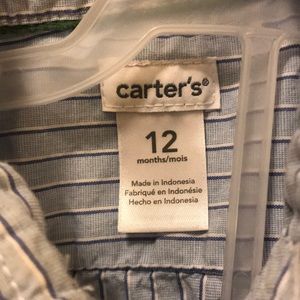 carter's®
12
months/mois
Made in Indonesia
Fabriqué en Indonésie
Hecho en Indonesia